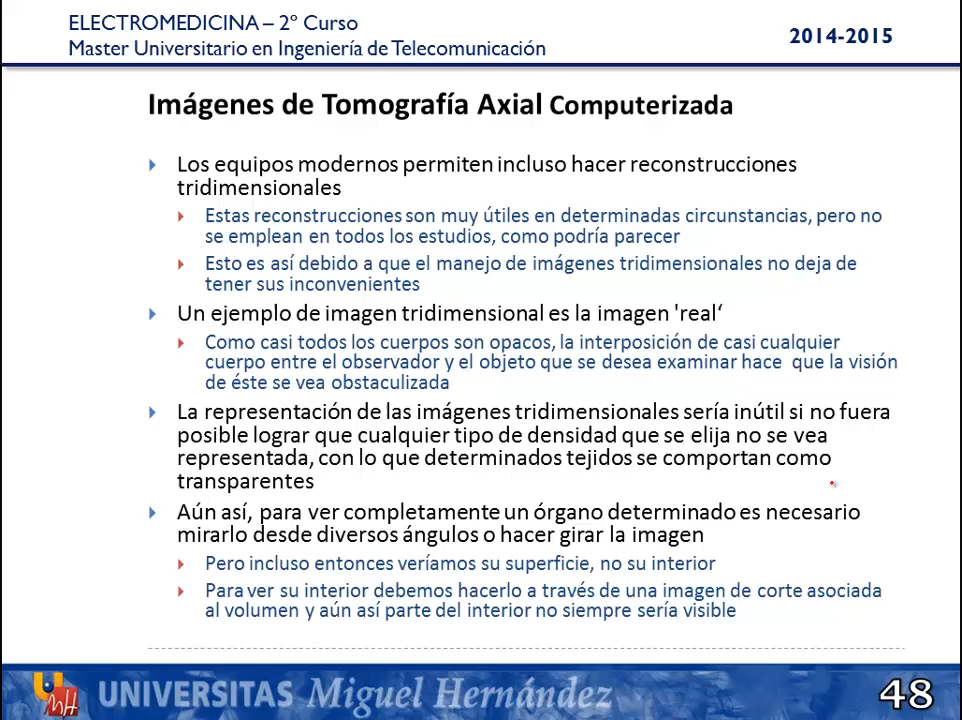 ELECTROMEDICINA – 2º Curso
Master Universitario en Ingeniería de Telecomunicación
2014-2015
Imágenes de Tomografía Axial Computerizada
Los equipos modernos permiten incluso hacer reconstrucciones
tridimensionales
Estas reconstrucciones son muy útiles en determinadas circunstancias, pero no
se emplean en todos los estudios, como podría parecer
Esto es así debido a que el manejo de imágenes tridimensionales no deja de
tener sus inconvenientes
Un ejemplo de imagen tridimensional es la imagen 'real‘
Como casi todos los cuerpos son opacos, la interposición de casi cualquier
cuerpo entre el observador y el objeto que se desea examinar hace que la visión
de éste se vea obstaculizada
La representación de las imágenes tridimensionales sería inútil si no fuera
posible lograr que cualquier tipo de densidad que se elija no se vea
representada, con lo que determinados tejidos se comportan como
transparentes
Aún así, para ver completamente un órgano determinado es necesario
mirarlo desde diversos ángulos o hacer girar la imagen
Pero incluso entonces veríamos su superficie, no su interior
Para ver su interior debemos hacerlo a través de una imagen de corte asociada
al volumen y aún así parte del interior no siempre sería visible
UNIVERSITAS Miguel Hernández
48